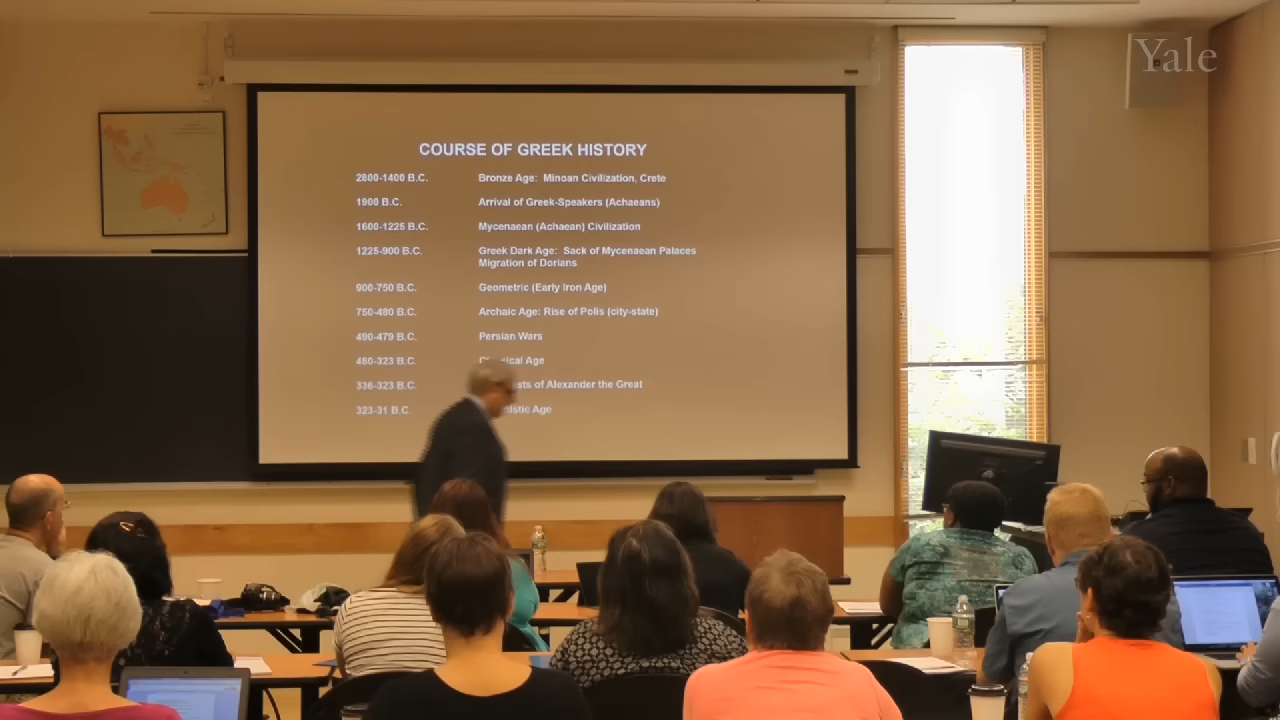 Yale
COURSE OF GREEK HISTORY
2800-1400 B.C. Bronze Age: Minoan Civilization, Crete
1900 B.C. Arrival of Greek-Speakers (Achaeans)
1600-1225 B.C. Mycenaean (Achaean) Civilization
1225-900 B.C. Greek Dark Age: Sack of Mycenaean Palaces
Migration of Dorians
900-750 B.C. Geometric (Early Iron Age)
750-480 B.C. Archaic Age: Rise of Polis (city-state)
490-479 B.C. Persian Wars
480-323 B.C. Age
336-323 B.C. of Alexander the Great
323-31 B.C. Age